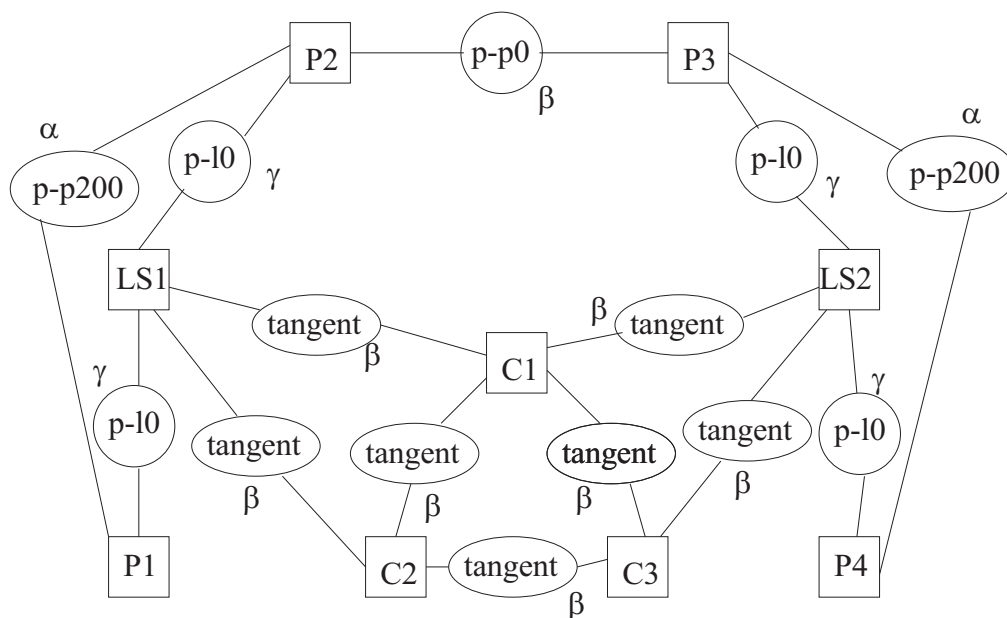 P2
p-p0
P3
β
α
α
p-l0
γ
p-l0
γ
p-p200
p-p200
LS1
LS2
tangent
β
β
tangent
C1
γ
p-l0
γ
p-l0
tangent
β
tangent
β
tangent
β
tangent
β
P1
C2
tangent
β
C3
P4